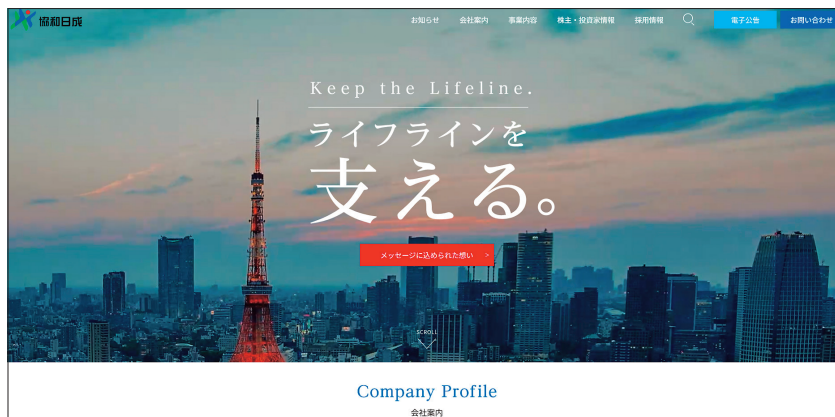 協和日成
お知らせ 会社案内 事業内容 株主・投資家情報 採用情報 電子公告 お問い合わせ
Keep the Lifeline.
ライフラインを
支える。
メッセージに込められた想い >
SCROLL
Company Profile
会社案内